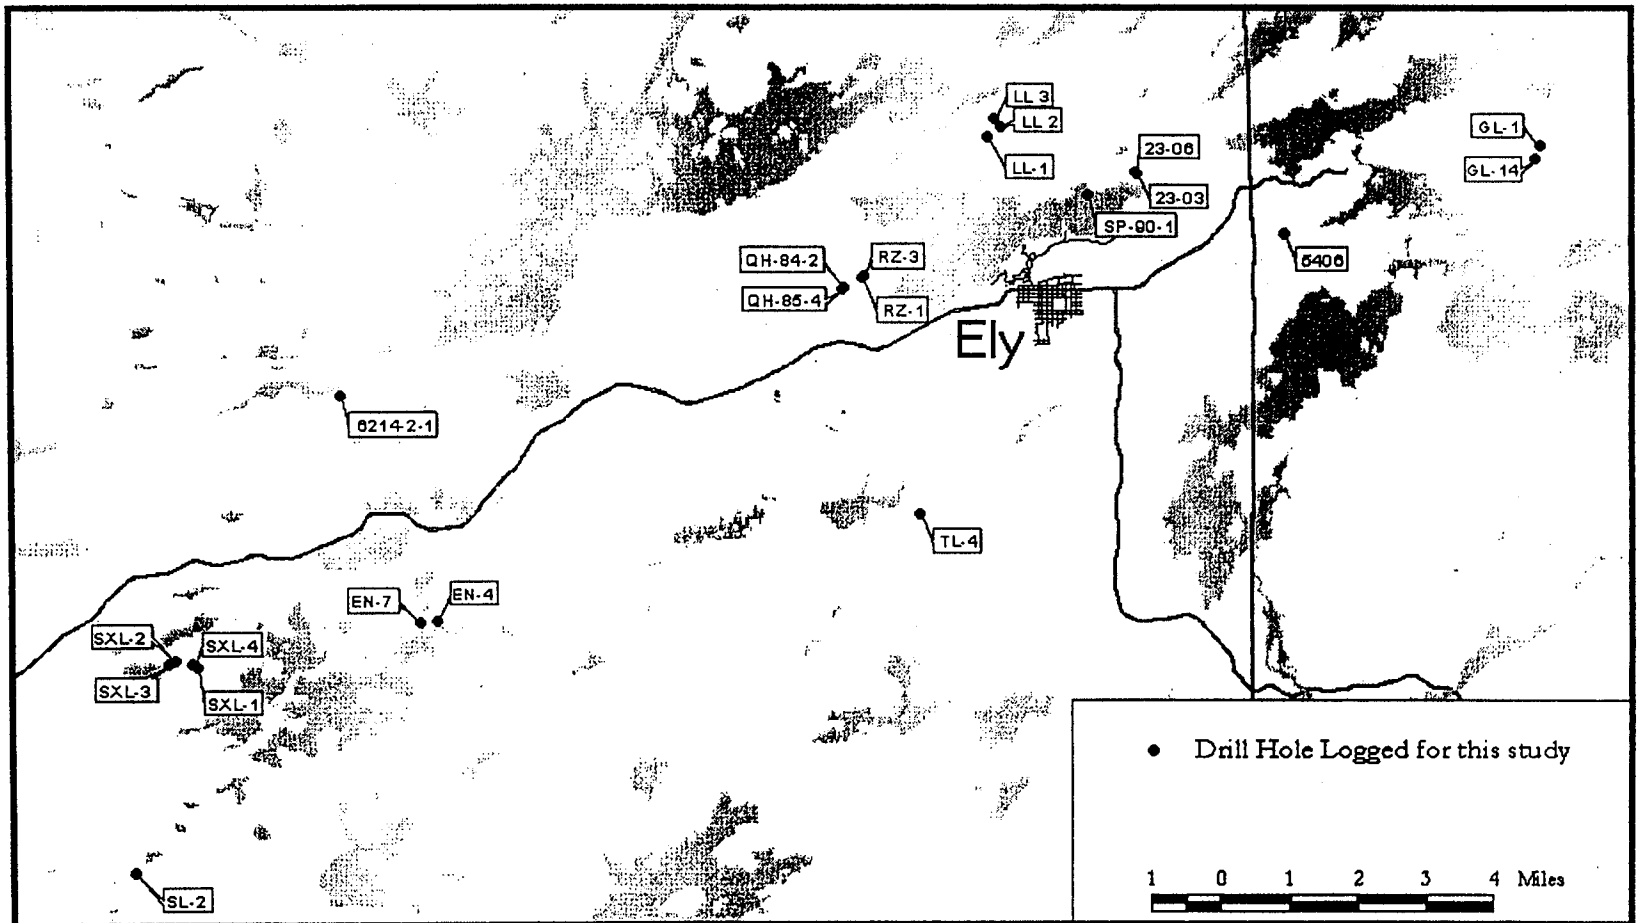 LL 3
LL 2
GL-1
23-06
LL-1
GL-14
23-03
SP-90-1
QH-84-2
RZ-3
5406
QH-85-4
RZ-1
Ely
6214-2-1
TL-4
EN-7
EN-4
SXL-2
SXL-4
SXL-3
SXL-1
Drill Hole Logged for this study
1 0 1 2 3 4 Miles
SL-2